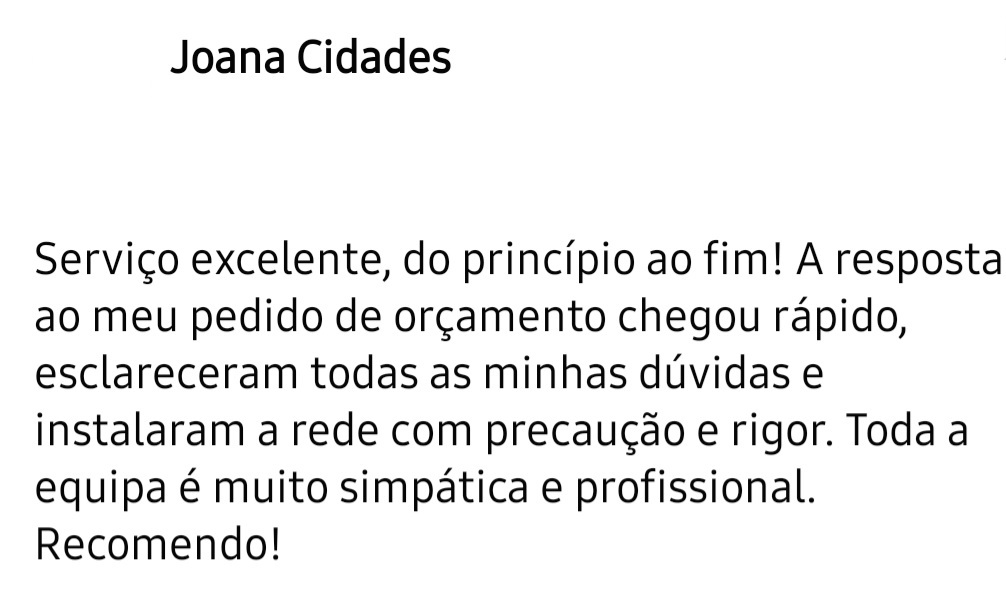 Joana Cidades
Serviço excelente, do princípio ao fim! A resposta
ao meu pedido de orçamento chegou rápido,
esclareceram todas as minhas dúvidas e
instalaram a rede com precaução e rigor. Toda a
equipa é muito simpática e profissional.
Recomendo!